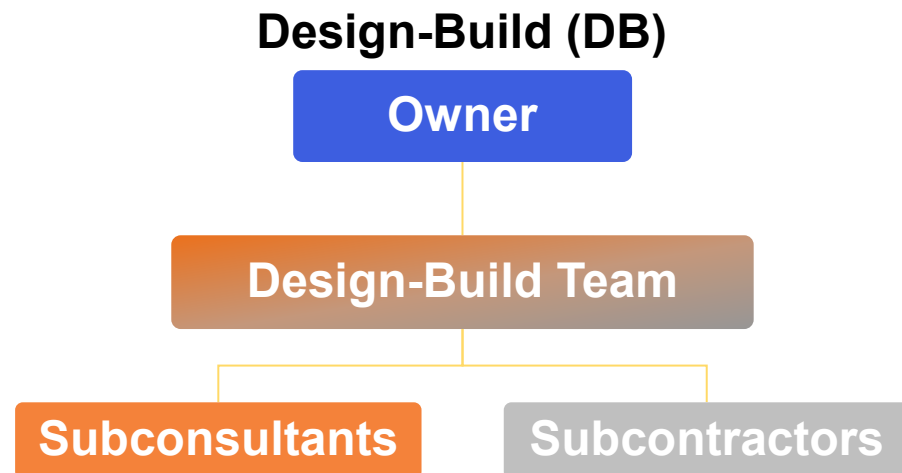 Design-Build (DB)
Owner
Design-Build Team
Subconsultants
Subcontractors